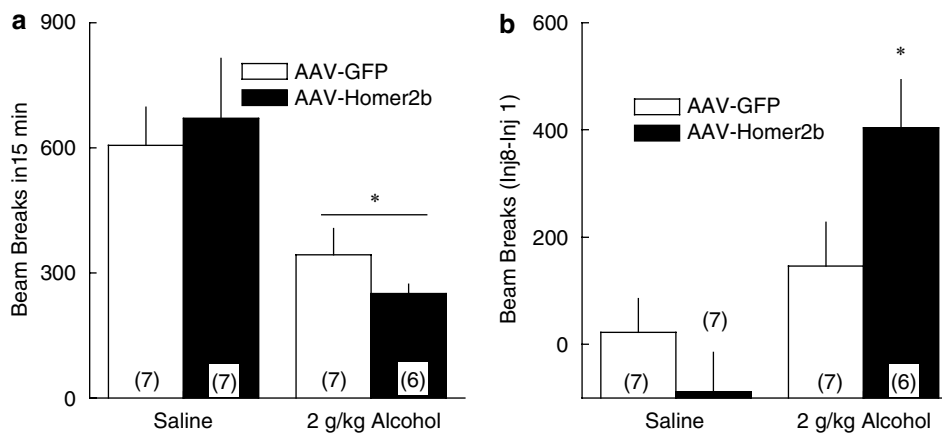 a
900
600
300
0
Beam Breaks in15 min
AAV-GFP
AAV-Homer2b
*
(7)
(7)
(7)
(6)
Saline
2 g/kg Alcohol
b
600
400
200
0
Beam Breaks (Inj8-Inj 1)
AAV-GFP
AAV-Homer2b
*
(7)
(7)
(7)
(6)
Saline
2 g/kg Alcohol